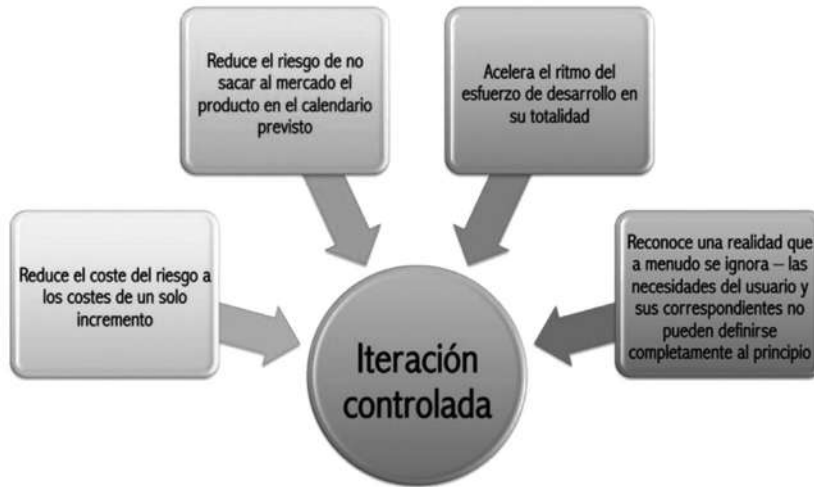 Reduce el riesgo de no
sacar al mercado el
producto en el calendario
previsto
Acelera el ritmo del
esfuerzo de desarrollo en
su totalidad
Reduce el coste del riesgo a
los costes de un solo
incremento
Reconoce una realidad que
a menudo se ignora – las
necesidades del usuario y
sus correspondientes no
pueden definirse
completamente al principio
Iteración
controlada